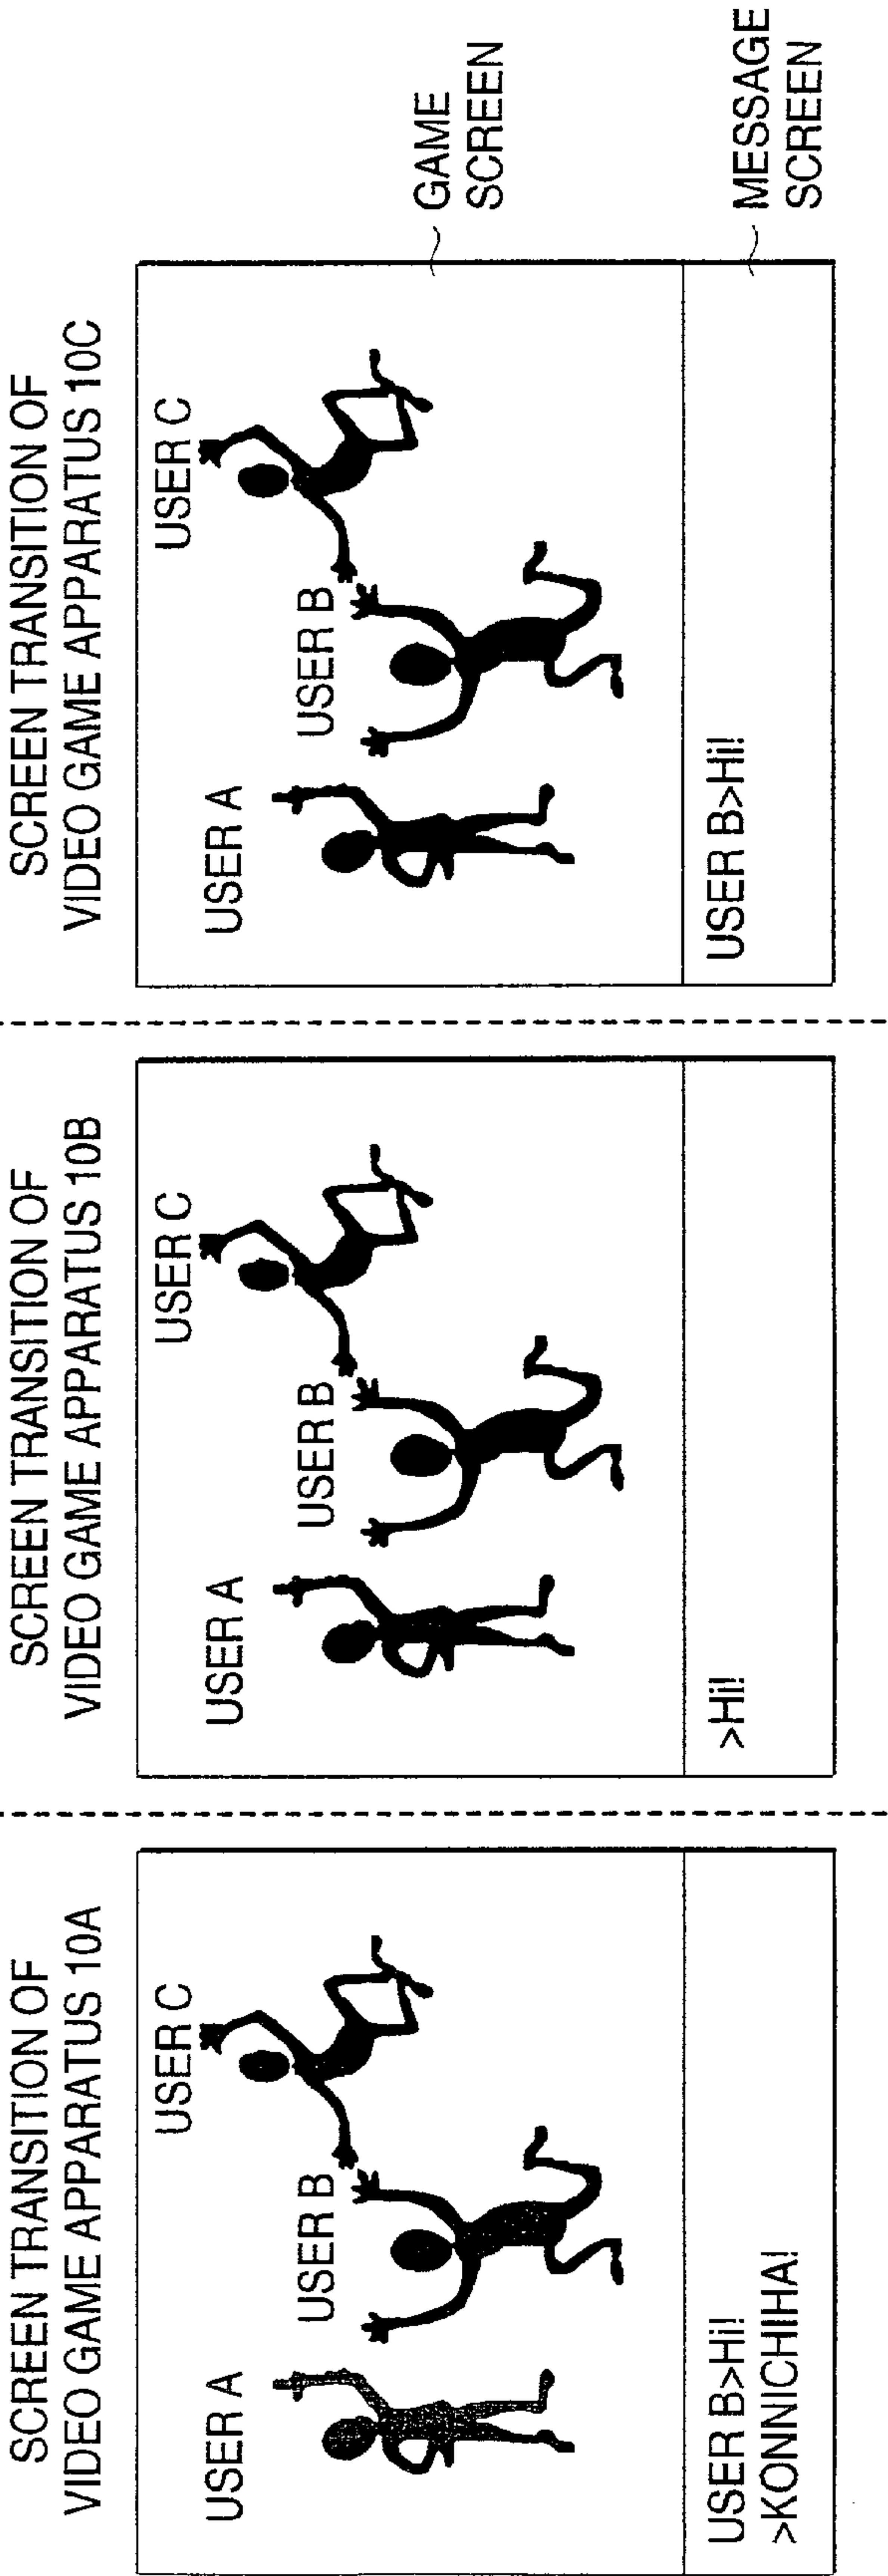 SCREEN TRANSITION OF
VIDEO GAME APPARATUS 10A
USER A
USER B
USER C
USER B>Hi!
>KONNICHIHA!
SCREEN TRANSITION OF
VIDEO GAME APPARATUS 10B
USER A
USER B
USER C
>Hi!
SCREEN TRANSITION OF
VIDEO GAME APPARATUS 10C
USER A
USER B
USER C
USER B>Hi!
GAME
SCREEN
MESSAGE
SCREEN